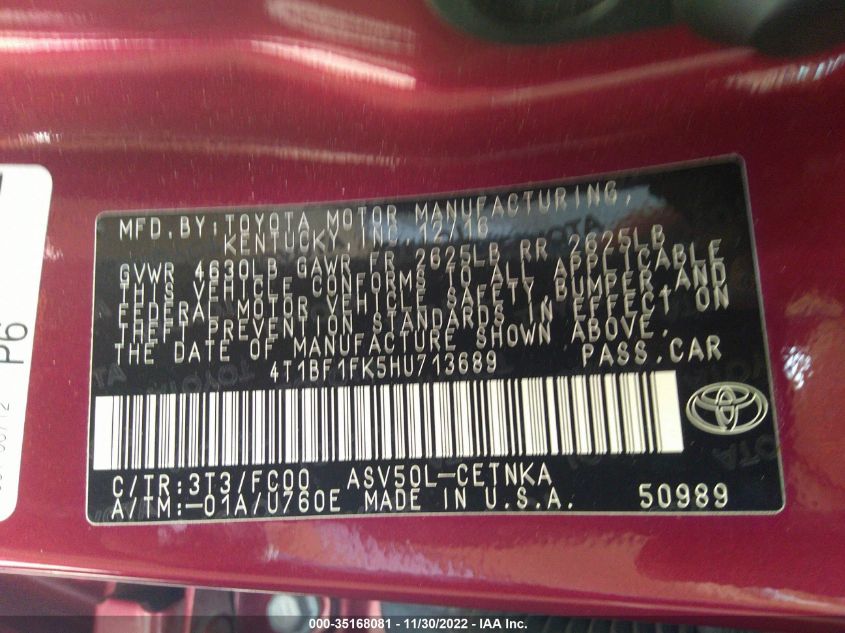 MFD.BY:TOYOTA MOTOR MANUFACTURING,
KENTUCKY, INC 12/16
GVWR 4630LB GAWR FR 2625LB RR 2625LB
THIS VEHICLE CONFORMS TO ALL APPLICABLE
FEDERAL MOTOR VEHICLE SAFETY, BUMPER, AND
THEFT PREVENTION STANDARDS IN EFFECT ON
THE DATE OF MANUFACTURE SHOWN ABOVE.
4T1BF1FK5HU713689 PASS.CAR
C/TR:3T3/FC00 ASV50L-CETNKA
A/TM:-01A/U760E MADE IN U.S.A. 50989
P6
000-35168081 - 11/30/2022 - IAA Inc.